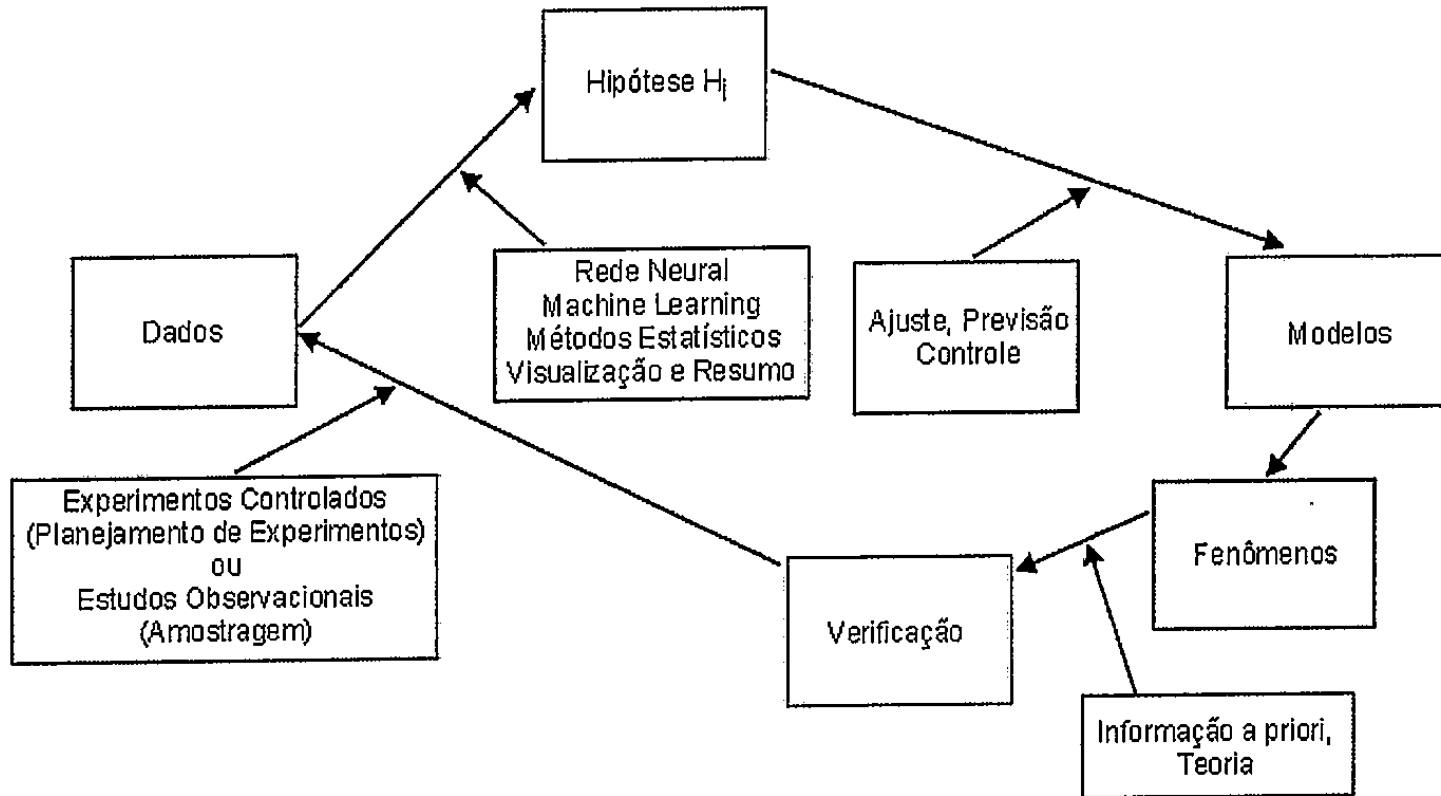 Hipótese Hj
Dados
Rede Neural
Machine Learning
Métodos Estatísticos
Visualização e Resumo
Ajuste, Previsão
Controle
Modelos
Experimentos Controlados
(Planejamento de Experimentos)
ou
Estudos Observacionais
(Amostragem)
Verificação
Fenômenos
Informação a priori,
Teoria